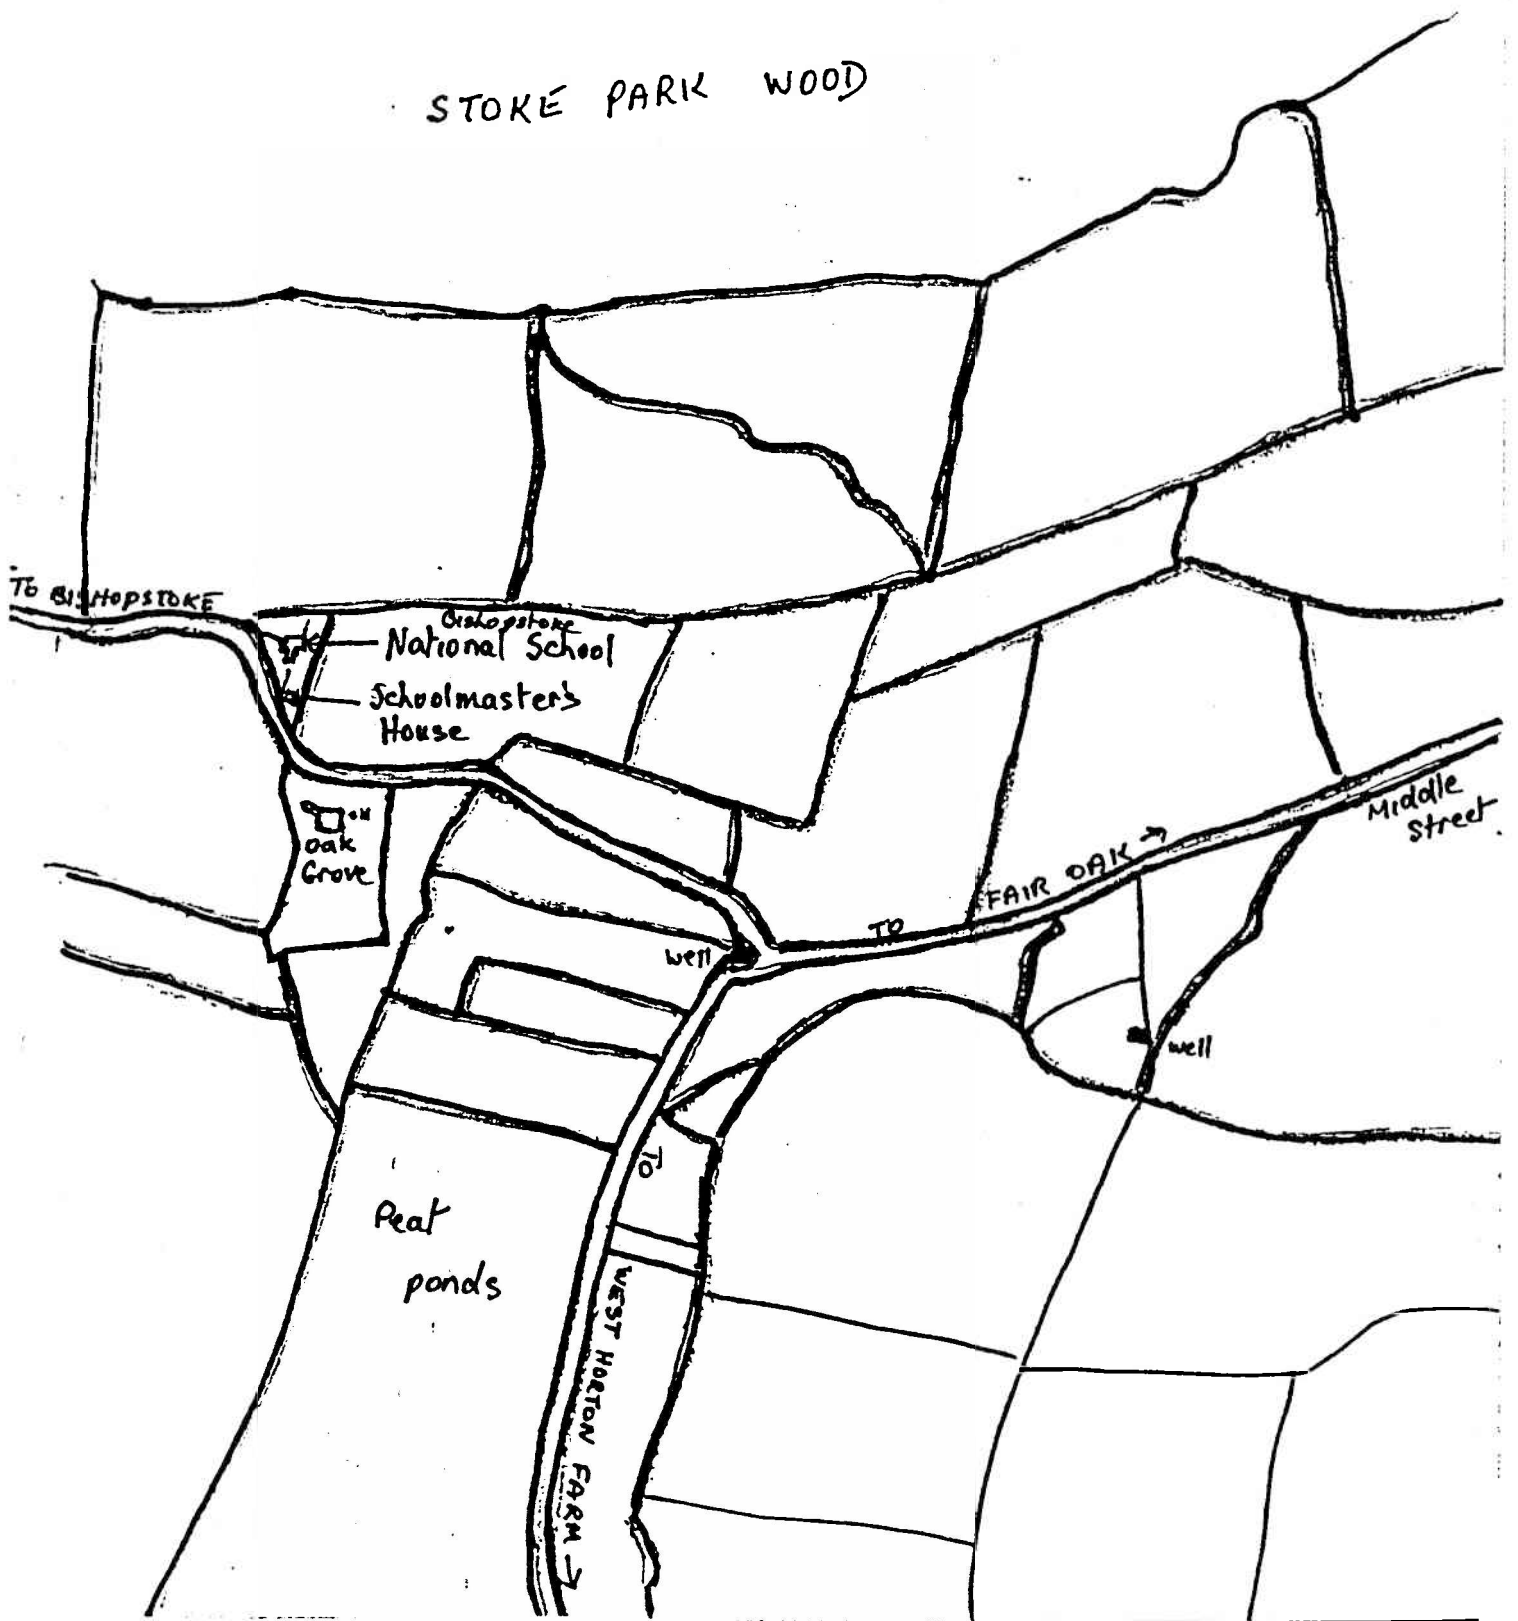 STOKE PARK WOOD
TO BISHOPSTOKE
Bishopstoke
National School
Schoolmaster's
House
Oak
Grove
Middle
Street.
TO FAIR OAK →
well
well
TO WEST HORTON FARM →
Peat
ponds